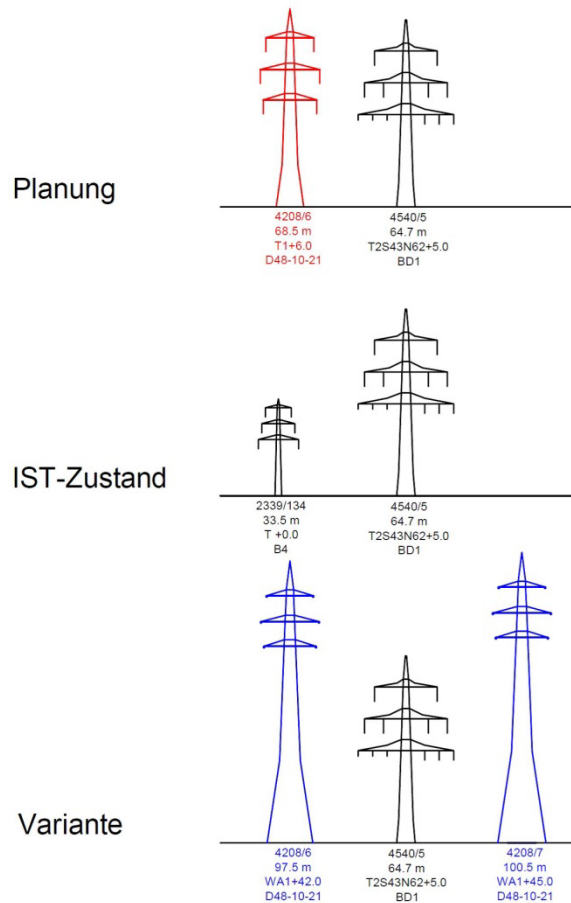 Planung
4208/6
68.5 m
T1+6.0
D48-10-21
4540/5
64.7 m
T2S43N62+5.0
BD1
IST-Zustand
2339/134
33.5 m
T +0.0
B4
4540/5
64.7 m
T2S43N62+5.0
BD1
Variante
4208/6
97.5 m
WA1+42.0
D48-10-21
4540/5
64.7 m
T2S43N62+5.0
BD1
4208/7
100.5 m
WA1+45.0
D48-10-21